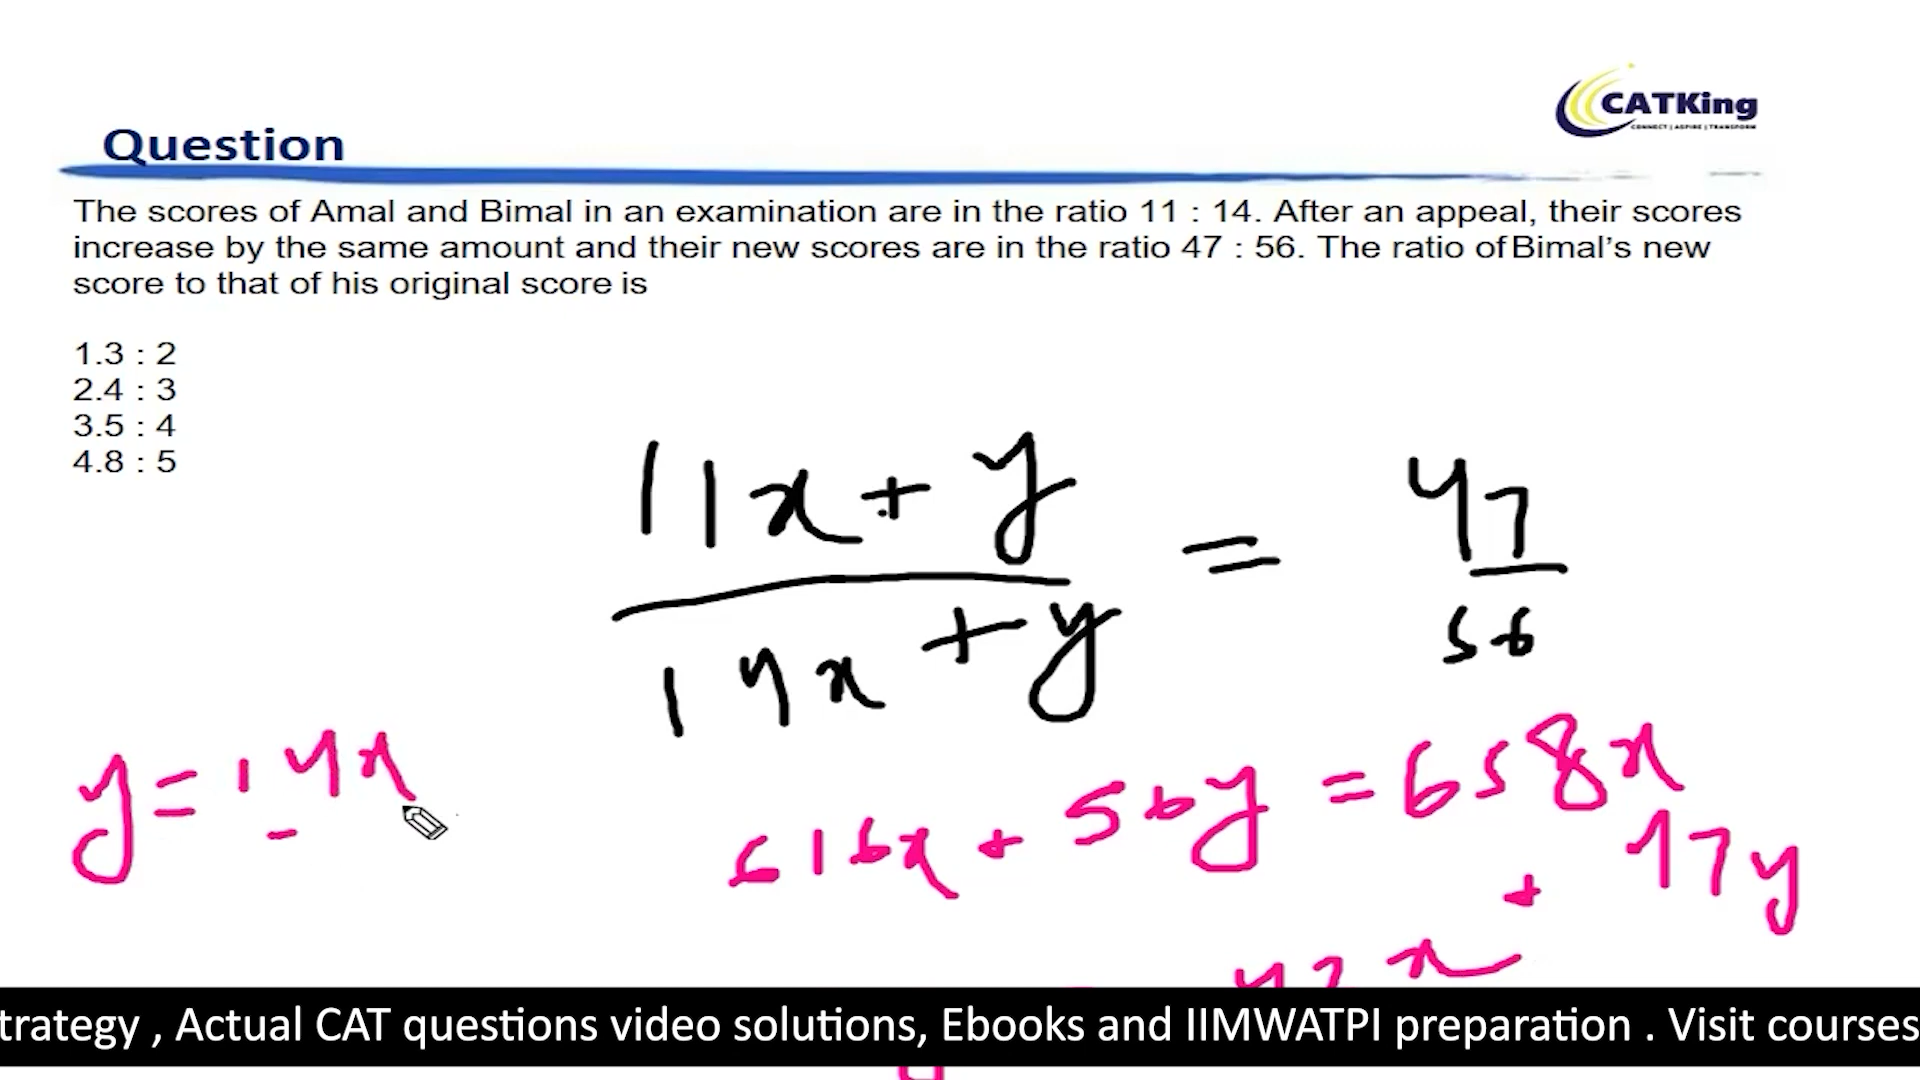 CATKing
CONNECT | ASPIRE | TRANSFORM
Question
The scores of Amal and Bimal in an examination are in the ratio 11 : 14. After an appeal, their scores
increase by the same amount and their new scores are in the ratio 47 : 56. The ratio of Bimal's new
score to that of his original score is
1.3 : 2
2.4 : 3
3.5 : 4
4.8 : 5
11x + y = 47
14x + y 56
y = 14x
616x + 56y = 658x
+ 47y
42x
trategy , Actual CAT questions video solutions, Ebooks and IIMWATPI preparation . Visit courses